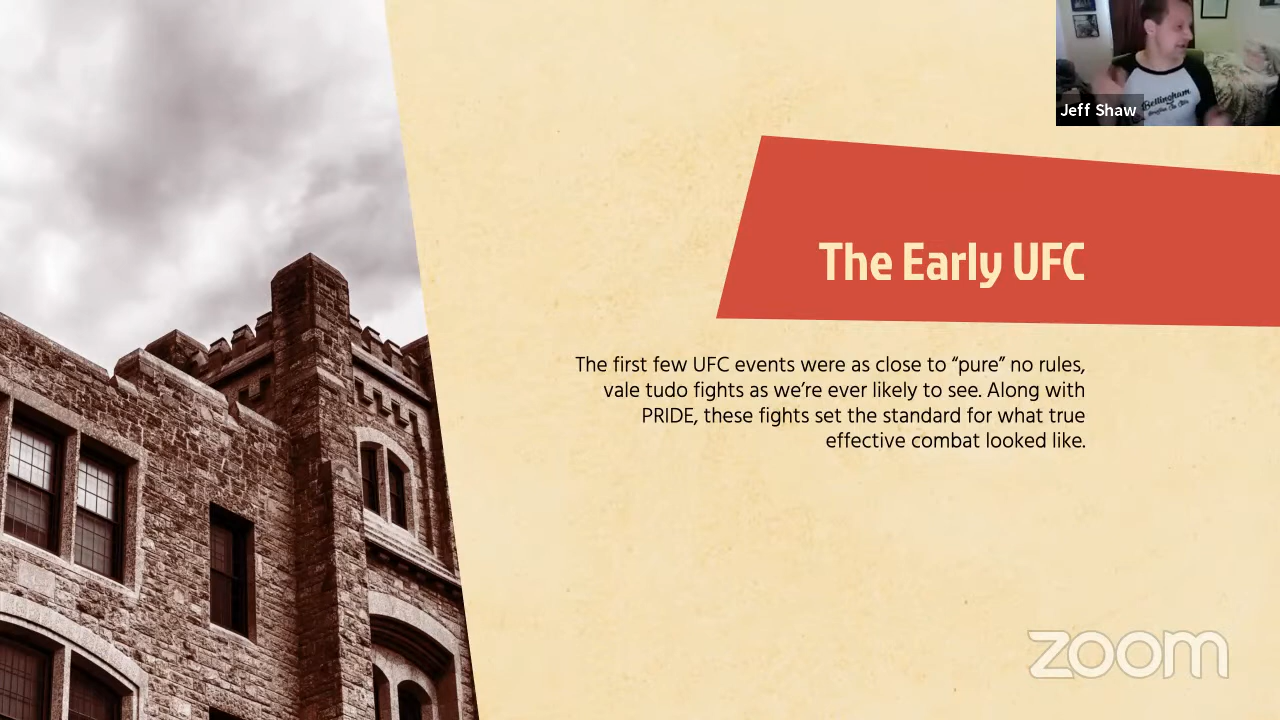 Jeff Shaw
Bellingham
The Early UFC
The first few UFC events were as close to “pure” no rules,
vale tudo fights as we’re ever likely to see. Along with
PRIDE, these fights set the standard for what true
effective combat looked like.
zoom